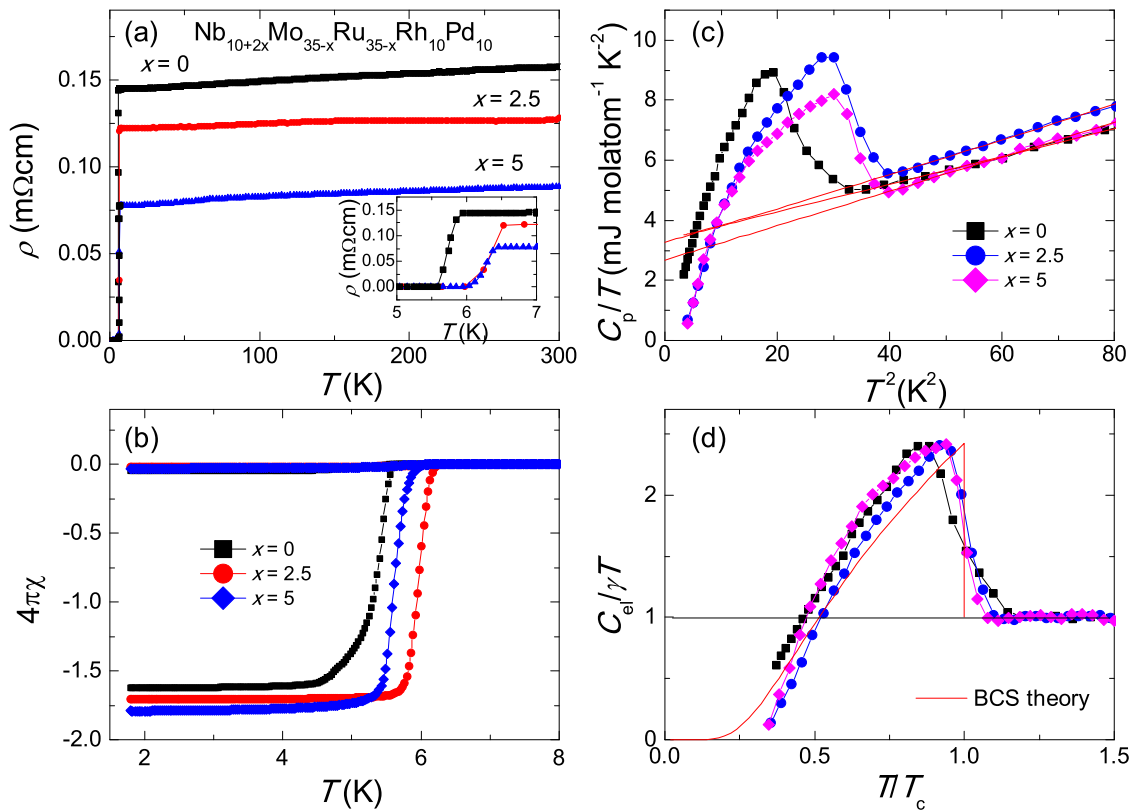 (a) Nb10+2xMo35-xRu35-xRh10Pd10
x = 0
x = 2.5
x = 5
0.15
0.10
0.05
0.00
ρ (mΩcm)
0 100 200 300
T (K)
0.15
0.10
0.05
0.00
ρ (mΩcm)
5 6 7
T (K)
(c)
10
8
6
4
2
0
Cp/T (mJ molatom-1 K-2)
x = 0
x = 2.5
x = 5
0 20 40 60 80
T2(K2)
(b)
0.0
-0.5
-1.0
-1.5
-2.0
4πχ
x = 0
x = 2.5
x = 5
2 4 6 8
T (K)
(d)
2
1
0
Cel/γT
BCS theory
0.0 0.5 1.0 1.5
T/Tc